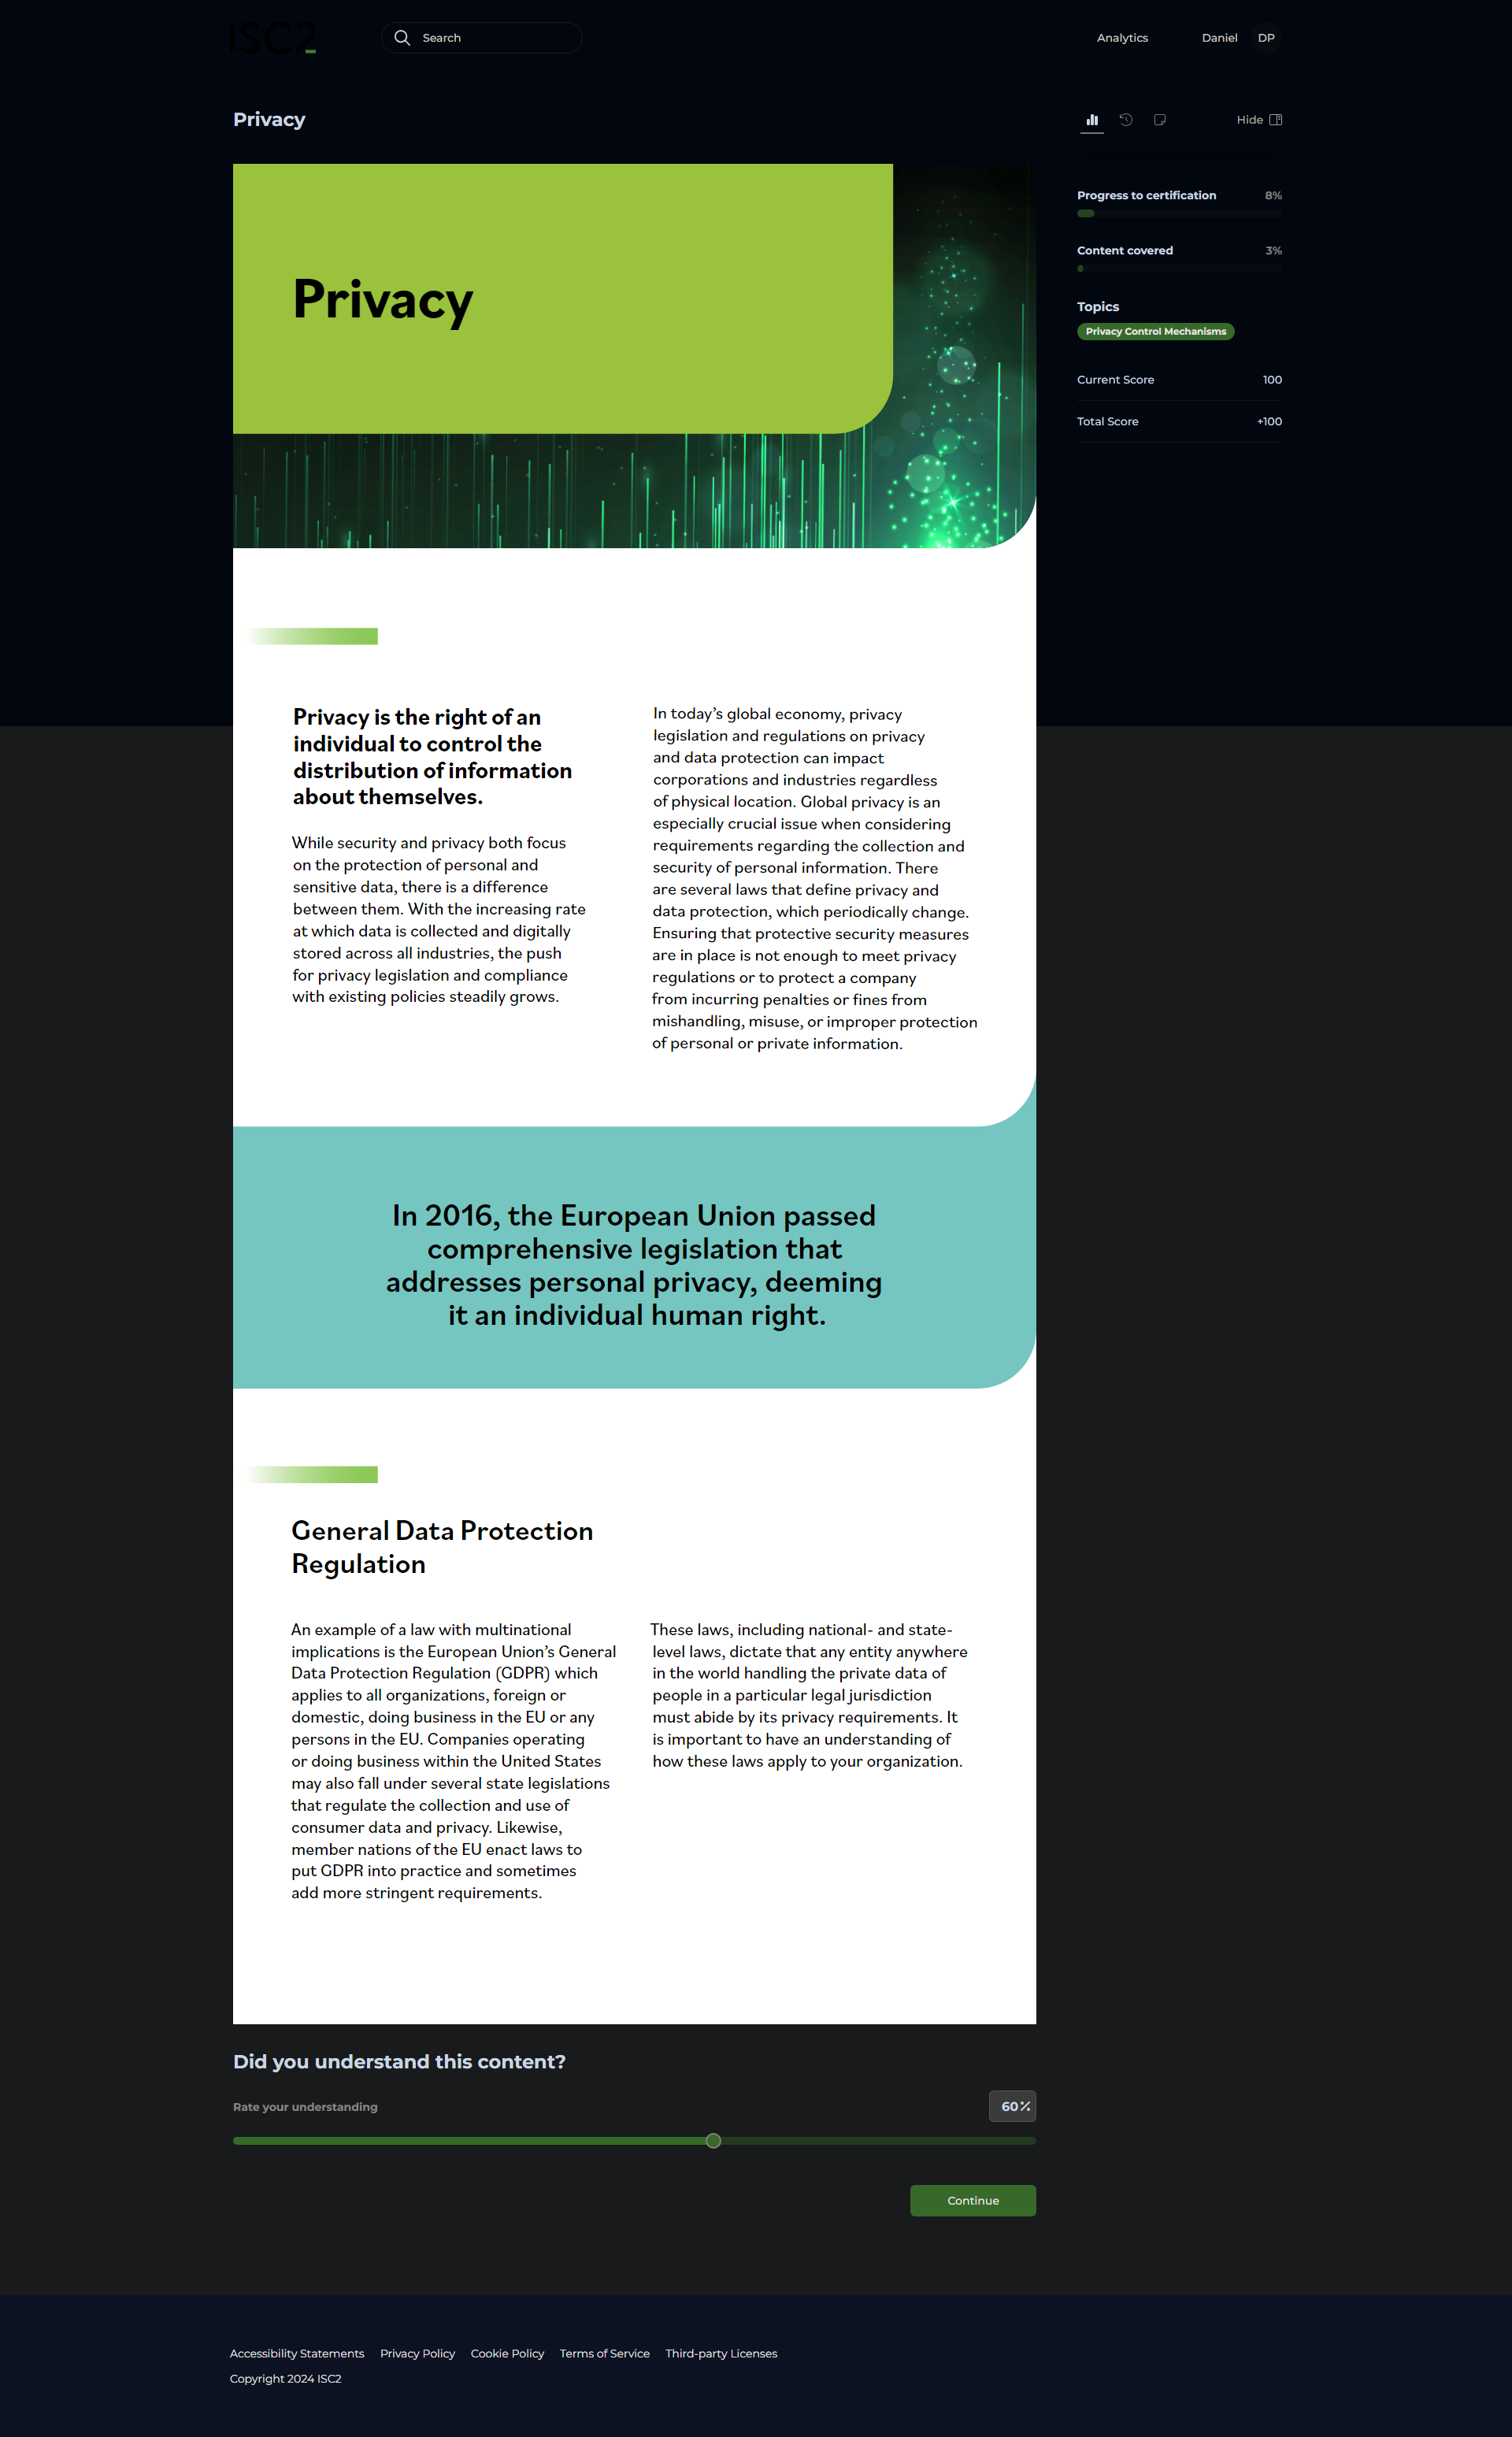 ISC2
Search
Analytics
Daniel
DP
Privacy
Hide
Progress to certification
8%
Content covered
3%
Topics
Privacy Control Mechanisms
Current Score
100
Total Score
+100
Privacy
Privacy is the right of an
individual to control the
distribution of information
about themselves.
While security and privacy both focus
on the protection of personal and
sensitive data, there is a difference
between them. With the increasing rate
at which data is collected and digitally
stored across all industries, the push
for privacy legislation and compliance
with existing policies steadily grows.
In today’s global economy, privacy
legislation and regulations on privacy
and data protection can impact
corporations and industries regardless
of physical location. Global privacy is an
especially crucial issue when considering
requirements regarding the collection and
security of personal information. There
are several laws that define privacy and
data protection, which periodically change.
Ensuring that protective security measures
are in place is not enough to meet privacy
regulations or to protect a company
from incurring penalties or fines from
mishandling, misuse, or improper protection
of personal or private information.
In 2016, the European Union passed
comprehensive legislation that
addresses personal privacy, deeming
it an individual human right.
General Data Protection
Regulation
An example of a law with multinational
implications is the European Union’s General
Data Protection Regulation (GDPR) which
applies to all organizations, foreign or
domestic, doing business in the EU or any
persons in the EU. Companies operating
or doing business within the United States
may also fall under several state legislations
that regulate the collection and use of
consumer data and privacy. Likewise,
member nations of the EU enact laws to
put GDPR into practice and sometimes
add more stringent requirements.
These laws, including national- and state-
level laws, dictate that any entity anywhere
in the world handling the private data of
people in a particular legal jurisdiction
must abide by its privacy requirements. It
is important to have an understanding of
how these laws apply to your organization.
Did you understand this content?
Rate your understanding
60%
Continue
Accessibility Statements
Privacy Policy
Cookie Policy
Terms of Service
Third-party Licenses
Copyright 2024 ISC2